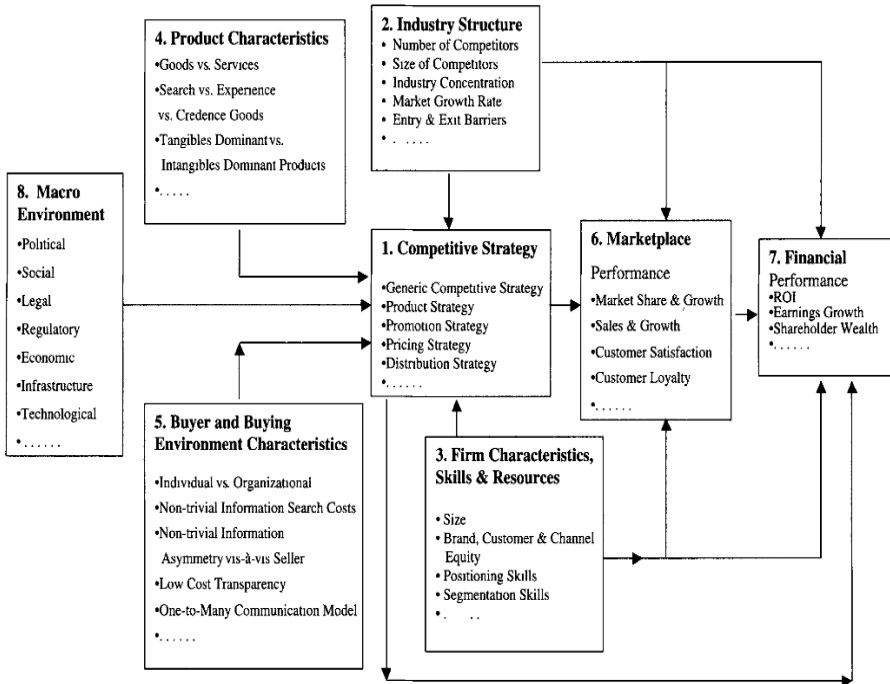 4. Product Characteristics
•Goods vs. Services
•Search vs. Experience
vs. Credence Goods
•Tangibles Dominant vs.
Intangibles Dominant Products
•. . . . .
2. Industry Structure
• Number of Competitors
• Size of Competitors
• Industry Concentration
• Market Growth Rate
• Entry & Exit Barriers
• . . . . . .
8. Macro
Environment
•Political
•Social
•Legal
•Regulatory
•Economic
•Infrastructure
•Technological
• . . . . . .
1. Competitive Strategy
•Generic Competitive Strategy
•Product Strategy
•Promotion Strategy
•Pricing Strategy
•Distribution Strategy
•. . . . . .
6. Marketplace
Performance
•Market Share & Growth
•Sales & Growth
•Customer Satisfaction
•Customer Loyalty
•. . . . . .
7. Financial
Performance
•ROI
•Earnings Growth
•Shareholder Wealth
•. . . . . .
5. Buyer and Buying
Environment Characteristics
•Individual vs. Organizational
•Non-trivial Information Search Costs
•Non-trivial Information
Asymmetry vis-à-vis Seller
•Low Cost Transparency
•One-to-Many Communication Model
•. . . . . .
3. Firm Characteristics,
Skills & Resources
• Size
• Brand, Customer & Channel
Equity
• Positioning Skills
• Segmentation Skills
• . . . . .